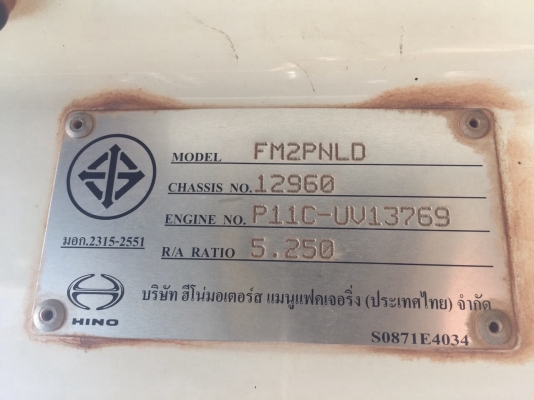 MODEL FM2PNLD
CHASSIS NO. 12960
ENGINE NO. P11C-UV13769
มอก.2315-2551
R/A RATIO 5.250
HINO
บริษัท ฮีโน่มอเตอร์ส แมนูแฟคเจอริ่ง (ประเทศไทย) จำกัด
S0871E4034